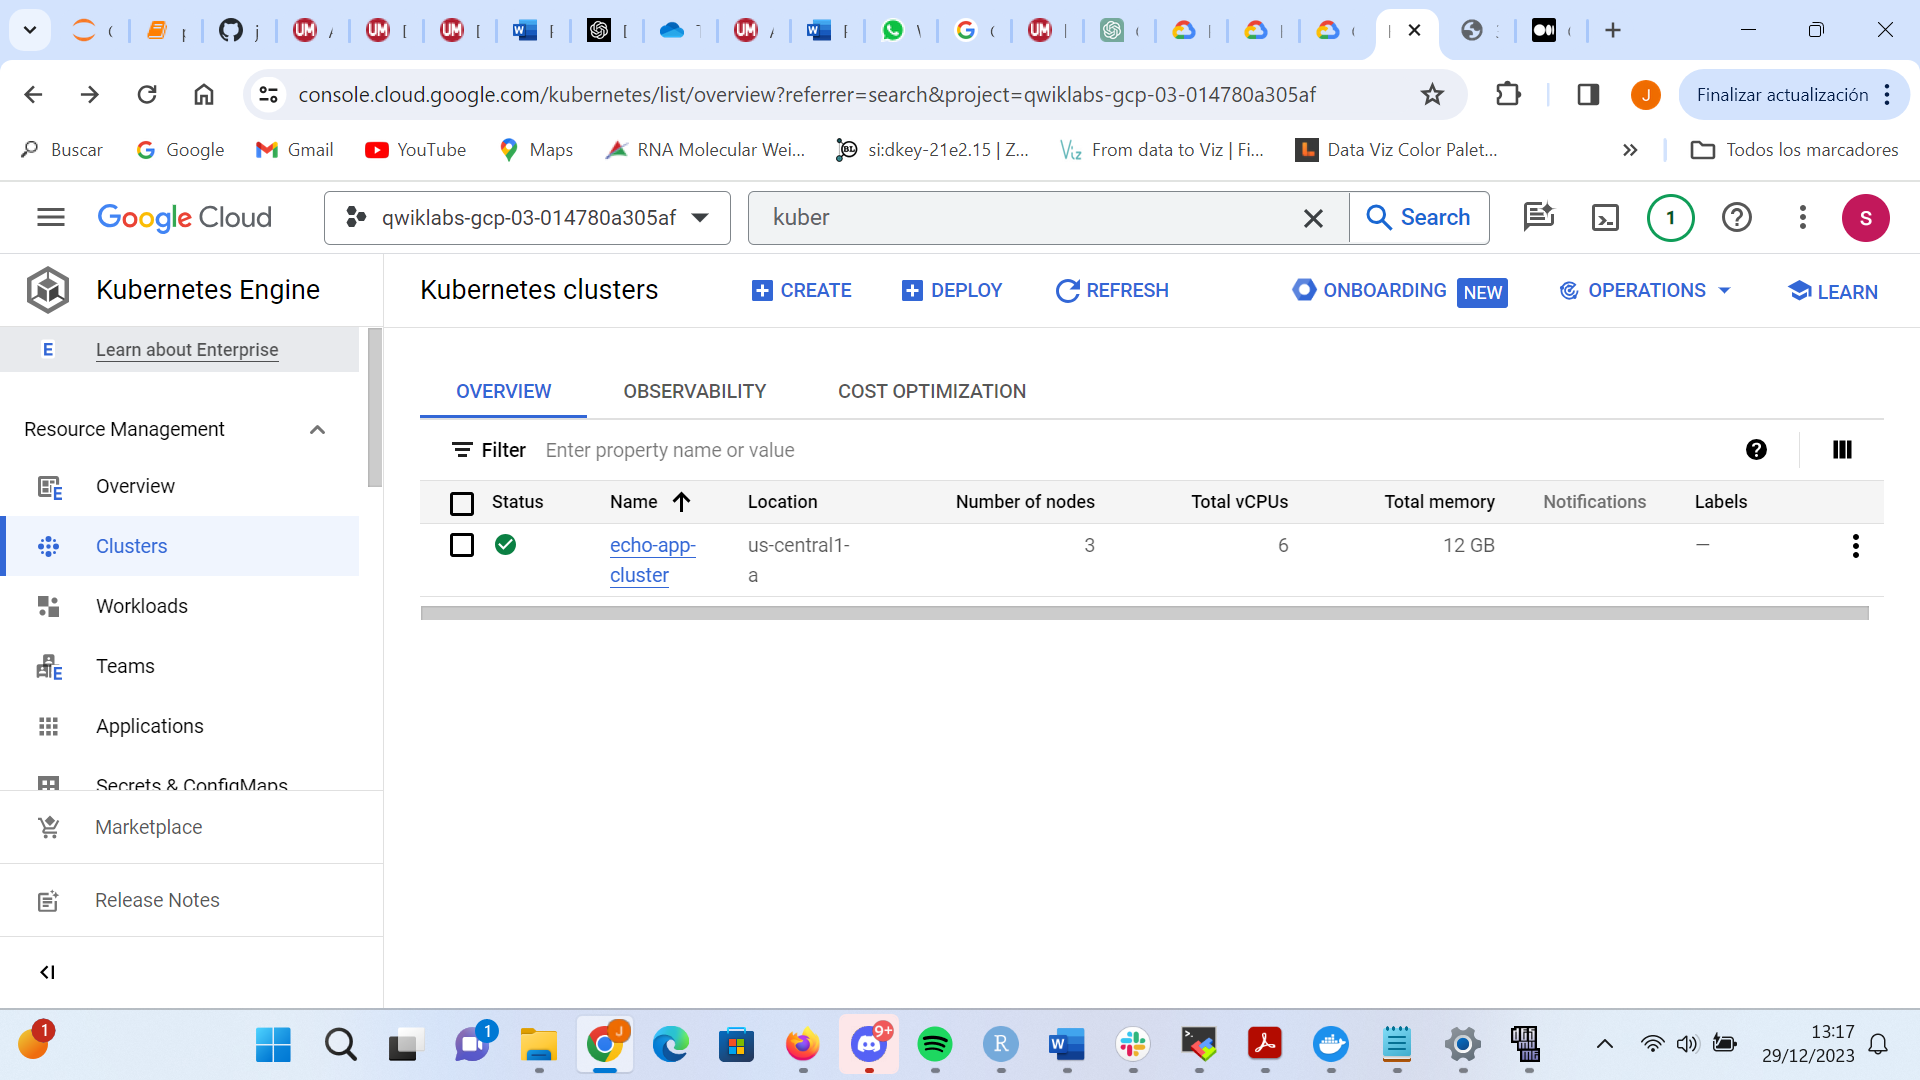 console.cloud.google.com/kubernetes/list/overview?referrer=search&project=qwiklabs-gcp-03-014780a305af
J
Finalizar actualización
Buscar
Google
Gmail
YouTube
Maps
RNA Molecular Wei...
si:dkey-21e2.15 | Z...
From data to Viz | Fi...
Data Viz Color Palet...
Todos los marcadores
Google Cloud
qwiklabs-gcp-03-014780a305af
kuber
Search
1
S
Kubernetes Engine
Kubernetes clusters
CREATE
DEPLOY
REFRESH
ONBOARDING NEW
OPERATIONS
LEARN
E Learn about Enterprise
Resource Management
Overview
Clusters
Workloads
Teams
Applications
Secrets & ConfigMaps
Marketplace
Release Notes
OVERVIEW
OBSERVABILITY
COST OPTIMIZATION
Filter Enter property name or value
Status Name Location Number of nodes Total vCPUs Total memory Notifications Labels
echo-app-cluster us-central1-a 3 6 12 GB —
1
1
J
9+
13:17
29/12/2023